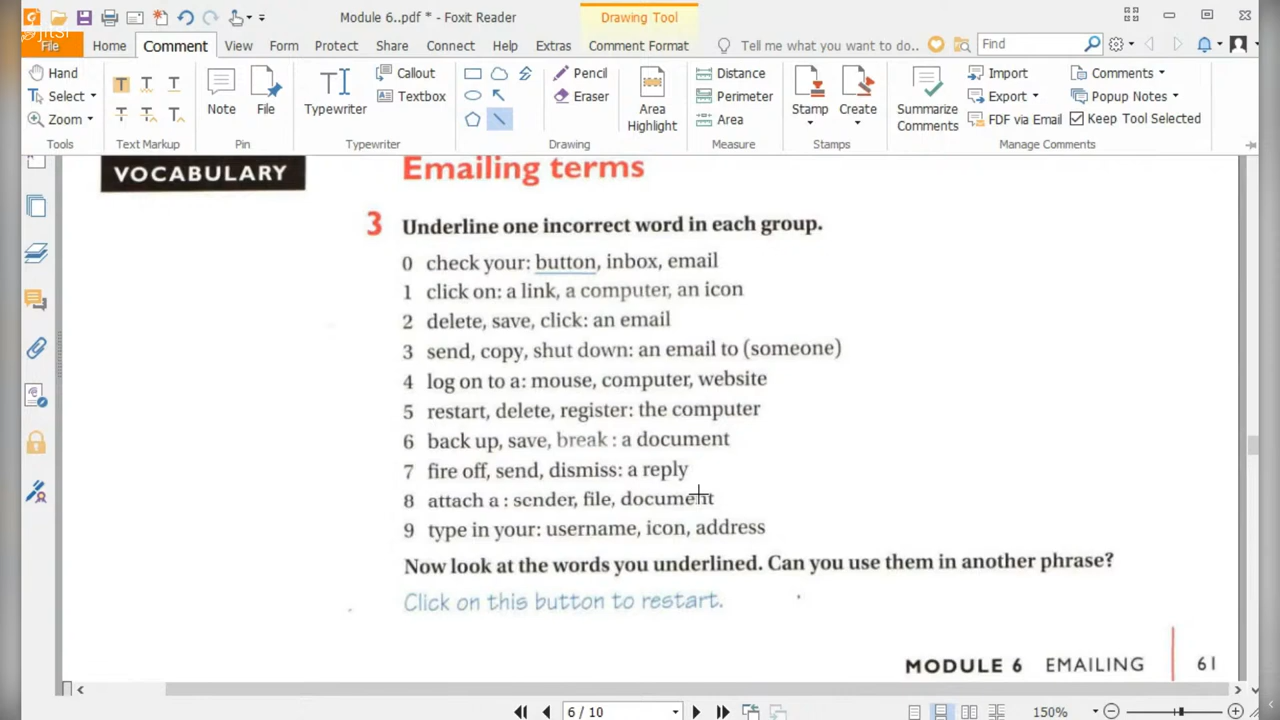 Module 6..pdf * - Foxit Reader
Drawing Tool
Jitsi
File
Home
Comment
View
Form
Protect
Share
Connect
Help
Extras
Comment Format
Tell me what you want to do..
Find
Hand
Select
Zoom
Tools
Text Markup
Note
File
Pin
Typewriter
Callout
Textbox
Typewriter
Pencil
Eraser
Drawing
Area
Highlight
Distance
Perimeter
Area
Measure
Stamp
Create
Stamps
Summarize
Comments
Import
Export
FDF via Email
Comments
Popup Notes
Keep Tool Selected
Manage Comments
VOCABULARY
Emailing terms
3 Underline one incorrect word in each group.
0 check your: button, inbox, email
1 click on: a link, a computer, an icon
2 delete, save, click: an email
3 send, copy, shut down: an email to (someone)
4 log on to a: mouse, computer, website
5 restart, delete, register: the computer
6 back up, save, break : a document
7 fire off, send, dismiss: a reply
8 attach a : sender, file, document
9 type in your: username, icon, address
Now look at the words you underlined. Can you use them in another phrase?
Click on this button to restart.
MODULE 6 EMAILING 61
6 / 10
150%